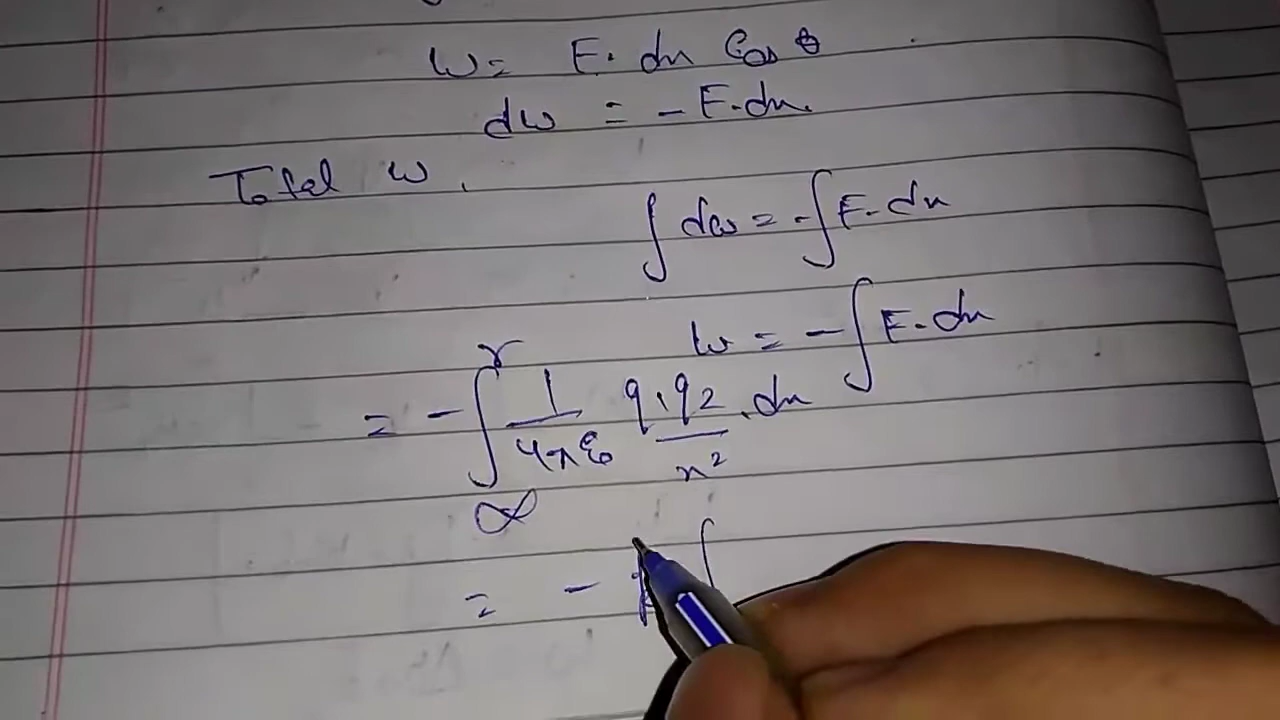 W= F. dx Cos θ
dw = - F.dx.
Total w.
∫ dw = -∫ F. dx
w = - ∫ F. dx
= - ∫_∞^r 1/4πε₀ q₁q₂/x² . dx
= - k ∫